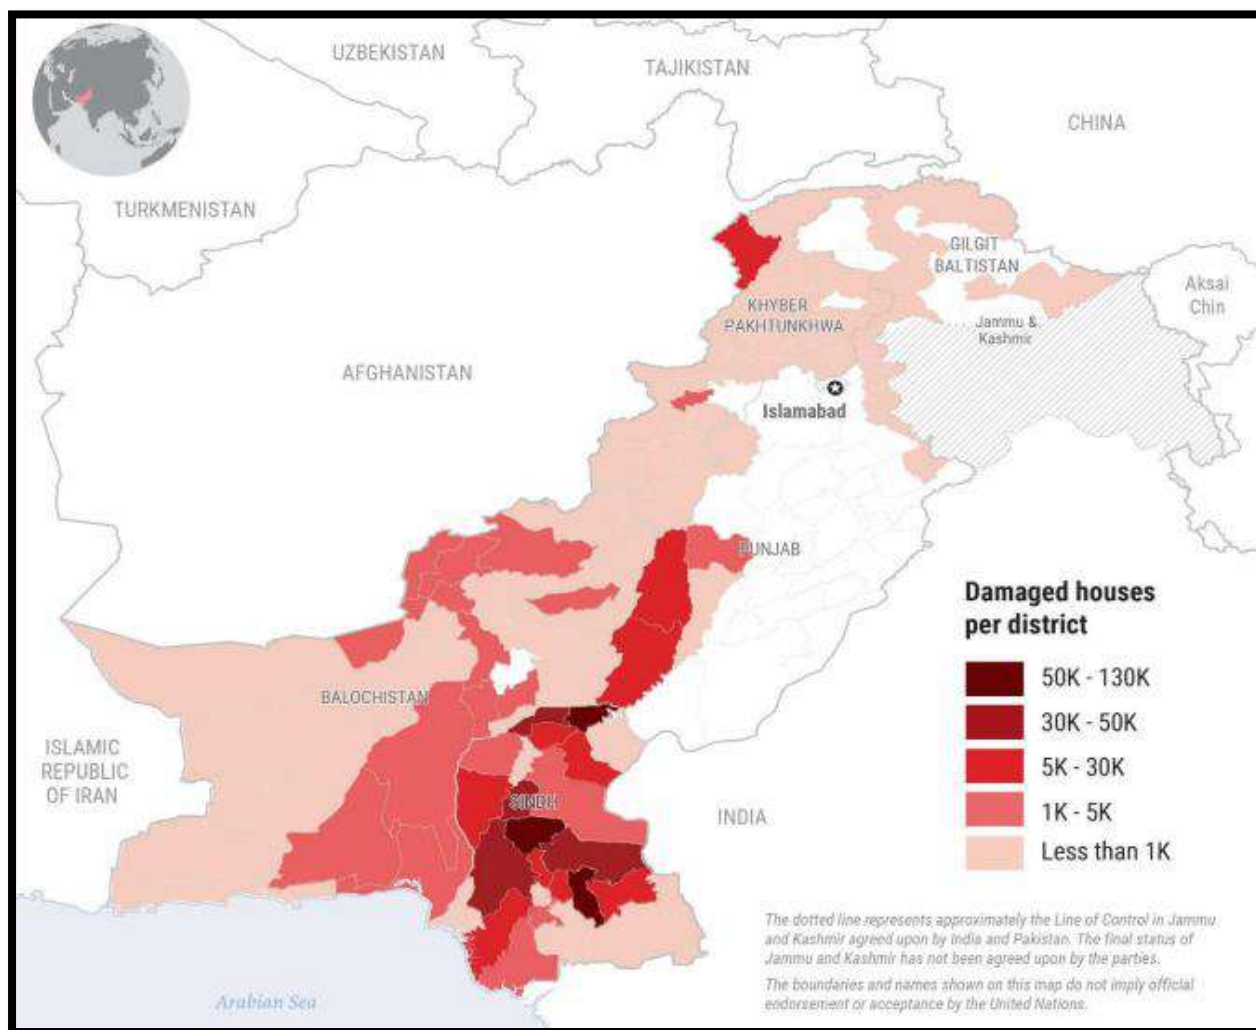 UZBEKISTAN
TAJIKISTAN
CHINA
TURKMENISTAN
GILGIT
BALTISTAN
Aksai
Chin
KHYBER
PAKHTUNKHWA
Jammu &
Kashmir
AFGHANISTAN
Islamabad
PUNJAB
Damaged houses
per district
50K - 130K
30K - 50K
5K - 30K
1K - 5K
Less than 1K
BALOCHISTAN
ISLAMIC
REPUBLIC
OF IRAN
SINDH
INDIA
The dotted line represents approximately the Line of Control in Jammu
and Kashmir agreed upon by India and Pakistan. The final status of
Jammu and Kashmir has not been agreed upon by the parties.
The boundaries and names shown on this map do not imply official
endorsement or acceptance by the United Nations.
Arabian Sea